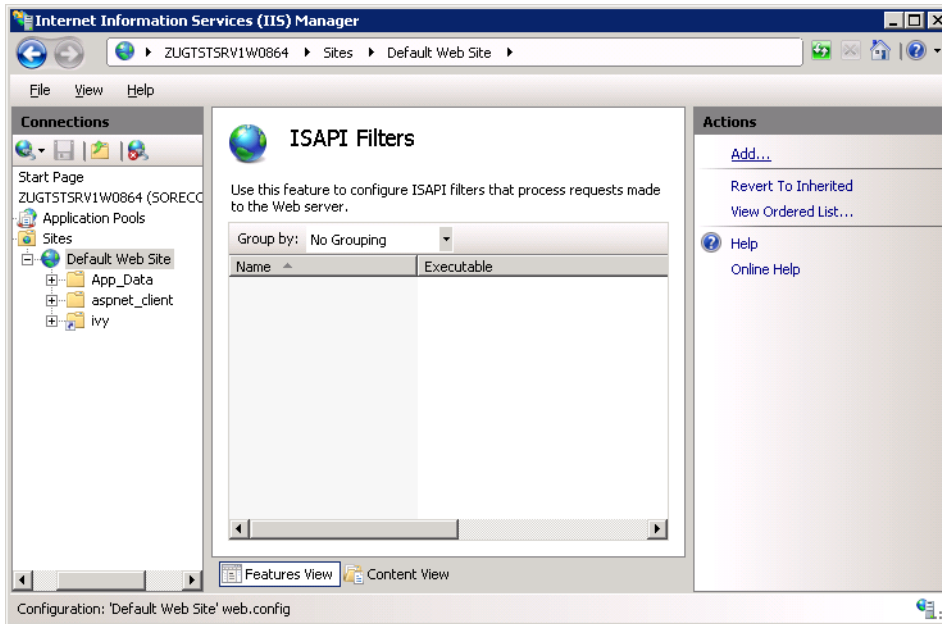 Internet Information Services (IIS) Manager
ZUGTSTSRV1W0864 Sites Default Web Site
File View Help
Connections
Start Page
ZUGTSTSRV1W0864 (SORECC
Application Pools
Sites
Default Web Site
App_Data
aspnet_client
ivy
ISAPI Filters
Use this feature to configure ISAPI filters that process requests made
to the Web server.
Group by: No Grouping
Name Executable
Features View Content View
Actions
Add...
Revert To Inherited
View Ordered List...
Help
Online Help
Configuration: 'Default Web Site' web.config